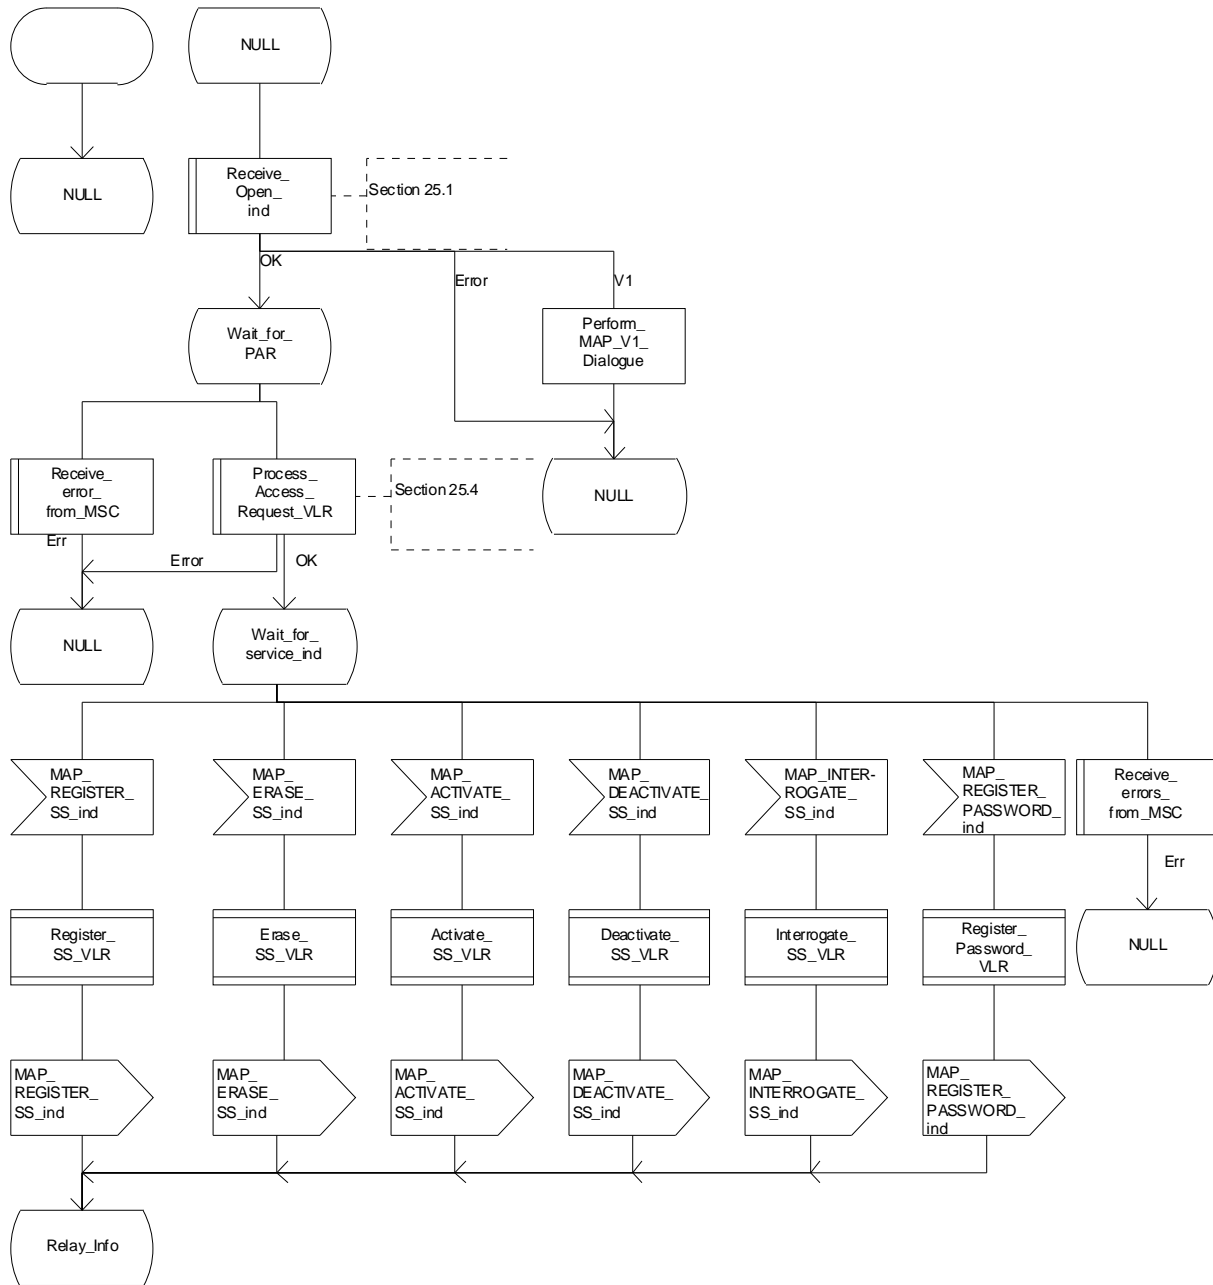 NULL
NULL
Receive_
Open_
ind
Section 25.1
OK
Error
V1
Wait_for_
PAR
Perform_
MAP_V1_
Dialogue
Receive_
error_
from_MSC
Process_
Access_
Request_VLR
Section 25.4
NULL
Err
Error
OK
NULL
Wait_for_
service_ind
MAP_
REGISTER_
SS_ind
MAP_
ERASE_
SS_ind
MAP_
ACTIVATE_
SS_ind
MAP_
DEACTIVATE_
SS_ind
MAP_INTER-
ROGATE_
SS_ind
MAP_
REGISTER_
PASSWORD_
ind
Receive_
errors_
from_MSC
Err
Register_
SS_VLR
Erase_
SS_VLR
Activate_
SS_VLR
Deactivate_
SS_VLR
Interrogate_
SS_VLR
Register_
Password_
VLR
NULL
MAP_
REGISTER_
SS_ind
MAP_
ERASE_
SS_ind
MAP_
ACTIVATE_
SS_ind
MAP_
DEACTIVATE_
SS_ind
MAP_
INTERROGATE_
SS_ind
MAP_
REGISTER_
PASSWORD_
ind
Relay_Info